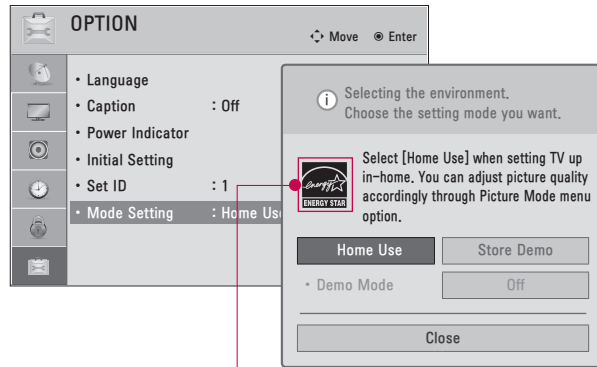 OPTION
Move Enter
• Language
• Caption : Off
• Power Indicator
• Initial Setting
• Set ID : 1
• Mode Setting : Home Use
i
Selecting the environment.
Choose the setting mode you want.
energy
ENERGY STAR
Select [Home Use] when setting TV up
in-home. You can adjust picture quality
accordingly through Picture Mode menu
option.
Home Use Store Demo
• Demo Mode Off
Close